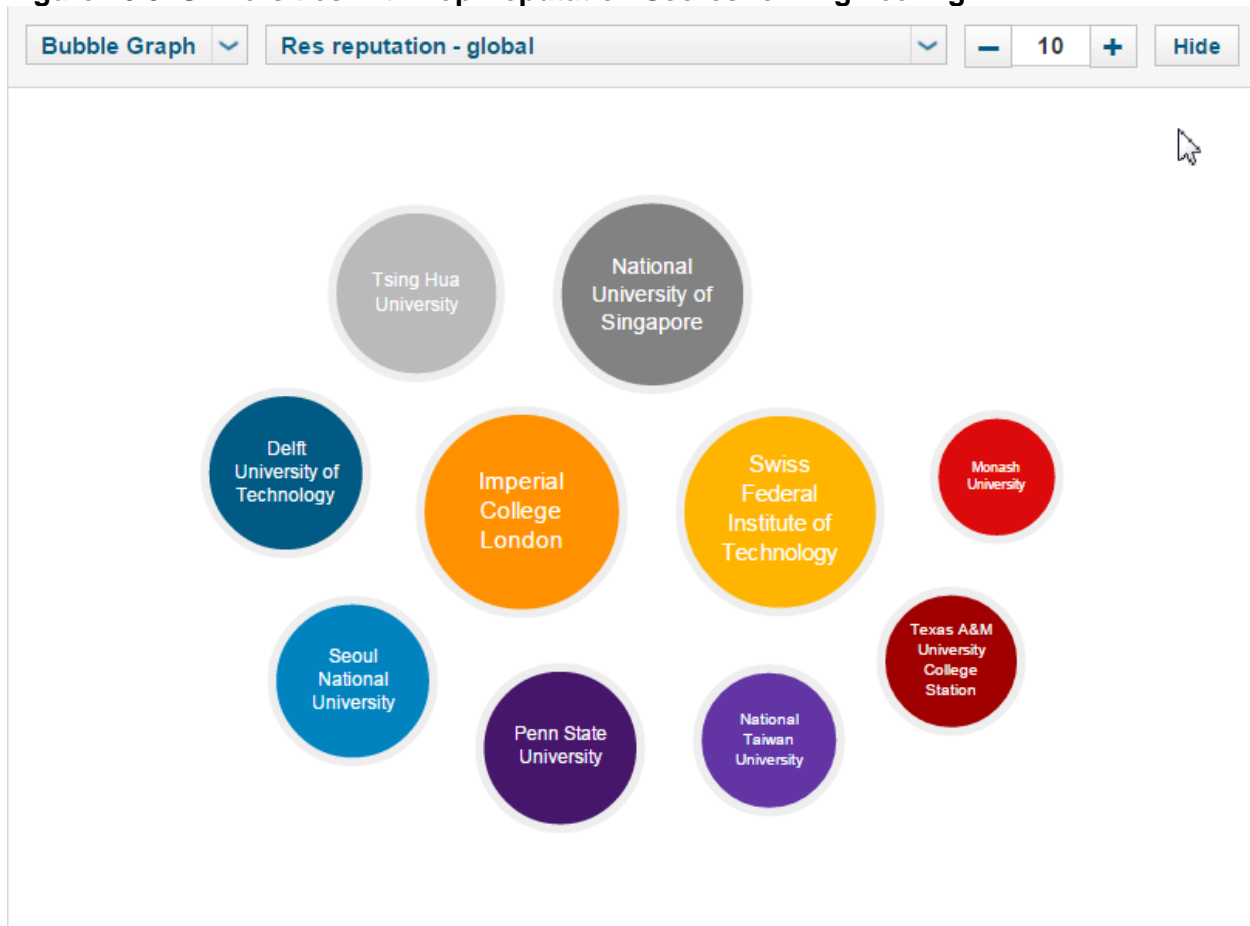 Bubble Graph
Res reputation - global
−
10
+
Hide
Tsing Hua
University
National
University of
Singapore
Delft
University of
Technology
Imperial
College
London
Swiss
Federal
Institute of
Technology
Monash
University
Seoul
National
University
Penn State
University
National
Taiwan
University
Texas A&M
University
College
Station